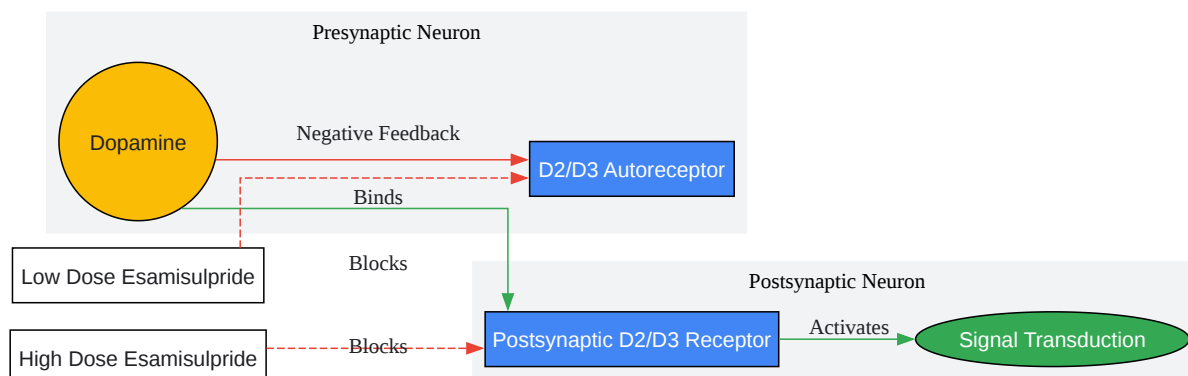 Presynaptic Neuron
Dopamine
Negative Feedback
D2/D3 Autoreceptor
Binds
Low Dose Esamisulpride
Blocks
Postsynaptic Neuron
High Dose Esamisulpride
Blocks
Postsynaptic D2/D3 Receptor
Activates
Signal Transduction